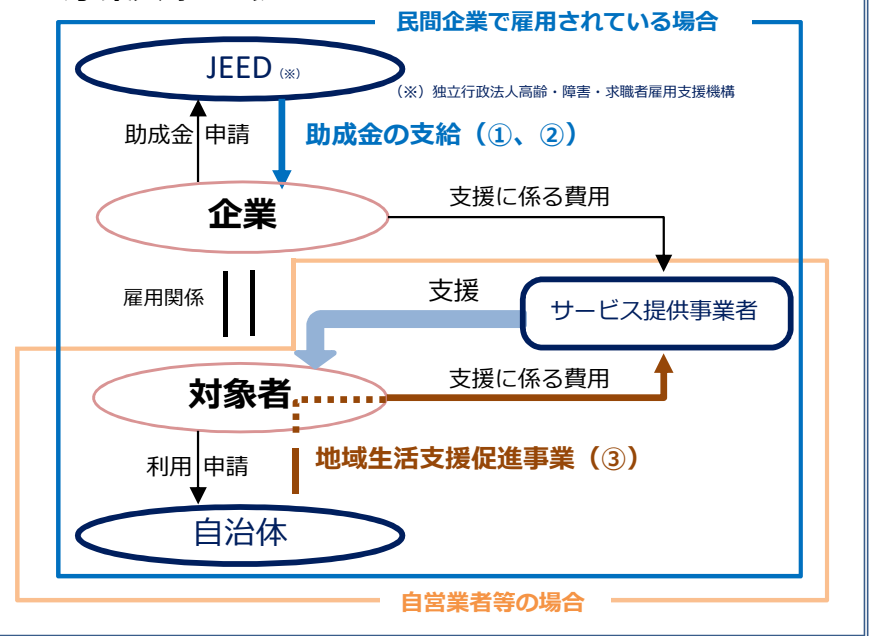 民間企業で雇用されている場合
JEED（※）
（※）独立行政法人高齢・障害・求職者雇用支援機構
助成金 申請
助成金の支給（①、②）
企業
支援に係る費用
雇用関係
支援
サービス提供事業者
対象者
支援に係る費用
利用 申請
地域生活支援促進事業（③）
自治体
自営業者等の場合